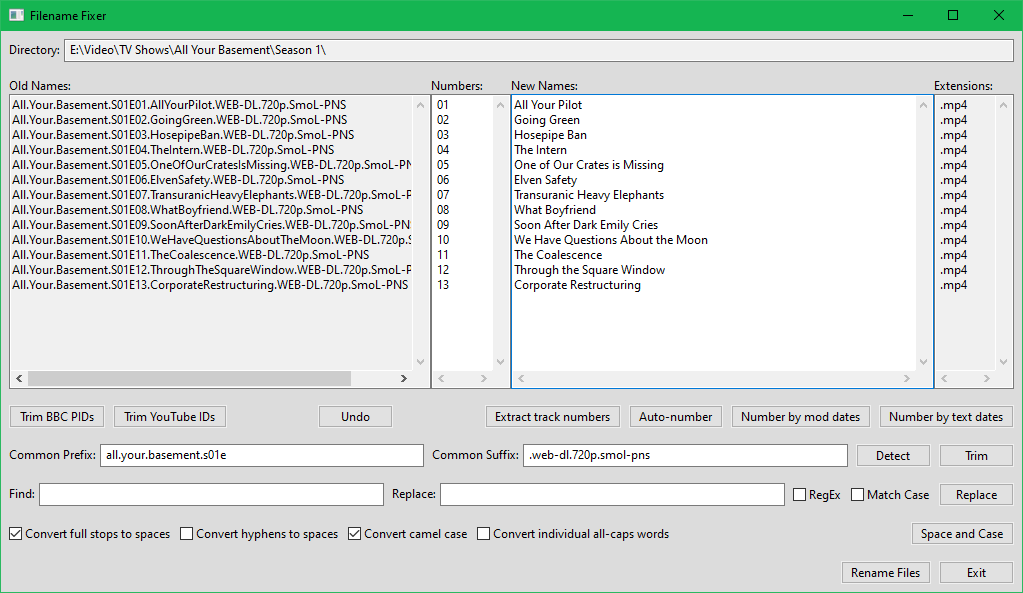 Filename Fixer
Directory: E:\Video\TV Shows\All Your Basement\Season 1\
Old Names: Numbers: New Names: Extensions:
All.Your.Basement.S01E01.AllYourPilot.WEB-DL.720p.SmoL-PNS 01 All Your Pilot .mp4
All.Your.Basement.S01E02.GoingGreen.WEB-DL.720p.SmoL-PNS 02 Going Green .mp4
All.Your.Basement.S01E03.HosepipeBan.WEB-DL.720p.SmoL-PNS 03 Hosepipe Ban .mp4
All.Your.Basement.S01E04.TheIntern.WEB-DL.720p.SmoL-PNS 04 The Intern .mp4
All.Your.Basement.S01E05.OneOfOurCratesIsMissing.WEB-DL.720p.SmoL-PN 05 One of Our Crates is Missing .mp4
All.Your.Basement.S01E06.ElvenSafety.WEB-DL.720p.SmoL-PNS 06 Elven Safety .mp4
All.Your.Basement.S01E07.TransuranicHeavyElephants.WEB-DL.720p.SmoL-P 07 Transuranic Heavy Elephants .mp4
All.Your.Basement.S01E08.WhatBoyfriend.WEB-DL.720p.SmoL-PNS 08 What Boyfriend .mp4
All.Your.Basement.S01E09.SoonAfterDarkEmilyCries.WEB-DL.720p.SmoL-PNS 09 Soon After Dark Emily Cries .mp4
All.Your.Basement.S01E10.WeHaveQuestionsAboutTheMoon.WEB-DL.720p.S 10 We Have Questions About the Moon .mp4
All.Your.Basement.S01E11.TheCoalescence.WEB-DL.720p.SmoL-PNS 11 The Coalescence .mp4
All.Your.Basement.S01E12.ThroughTheSquareWindow.WEB-DL.720p.SmoL-P 12 Through the Square Window .mp4
All.Your.Basement.S01E13.CorporateRestructuring.WEB-DL.720p.SmoL-PNS 13 Corporate Restructuring .mp4
Trim BBC PIDs Trim YouTube IDs Undo Extract track numbers Auto-number Number by mod dates Number by text dates
Common Prefix: all.your.basement.s01e Common Suffix: .web-dl.720p.smol-pns Detect Trim
Find: Replace: RegEx Match Case Replace
Convert full stops to spaces Convert hyphens to spaces Convert camel case Convert individual all-caps words Space and Case
Rename Files Exit